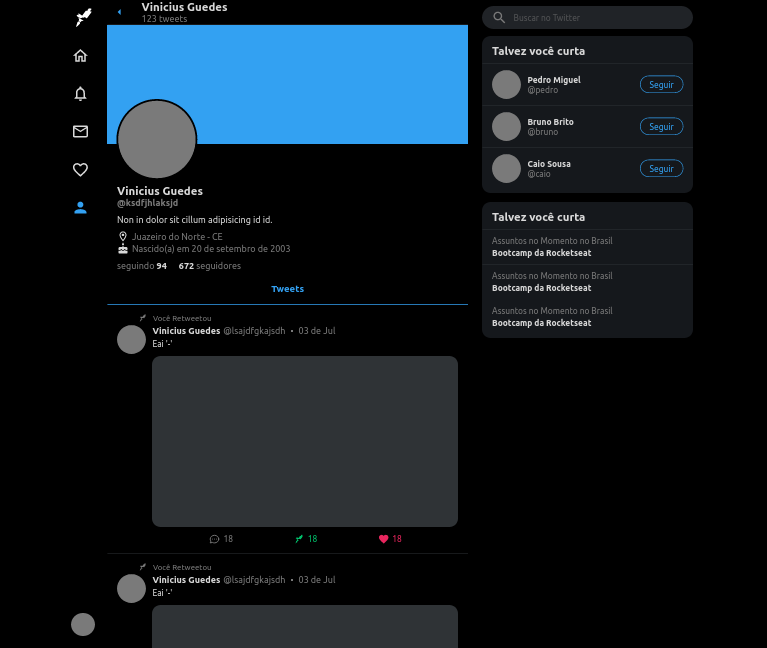 Vinicius Guedes
123 tweets
Vinicius Guedes
@ksdfjhlaksjd
Non in dolor sit cillum adipisicing id id.
Juazeiro do Norte - CE
Nascido(a) em 20 de setembro de 2003
seguindo 94 672 seguidores
Tweets
Você Retweetou
Vinicius Guedes @lsajdfgkajsdh • 03 de Jul
Eai '-'
18 18 18
Você Retweetou
Vinicius Guedes @lsajdfgkajsdh • 03 de Jul
Eai '-'
Buscar no Twitter
Talvez você curta
Pedro Miguel
@pedro
Seguir
Bruno Brito
@bruno
Seguir
Caio Sousa
@caio
Seguir
Talvez você curta
Assuntos no Momento no Brasil
Bootcamp da Rocketseat
Assuntos no Momento no Brasil
Bootcamp da Rocketseat
Assuntos no Momento no Brasil
Bootcamp da Rocketseat